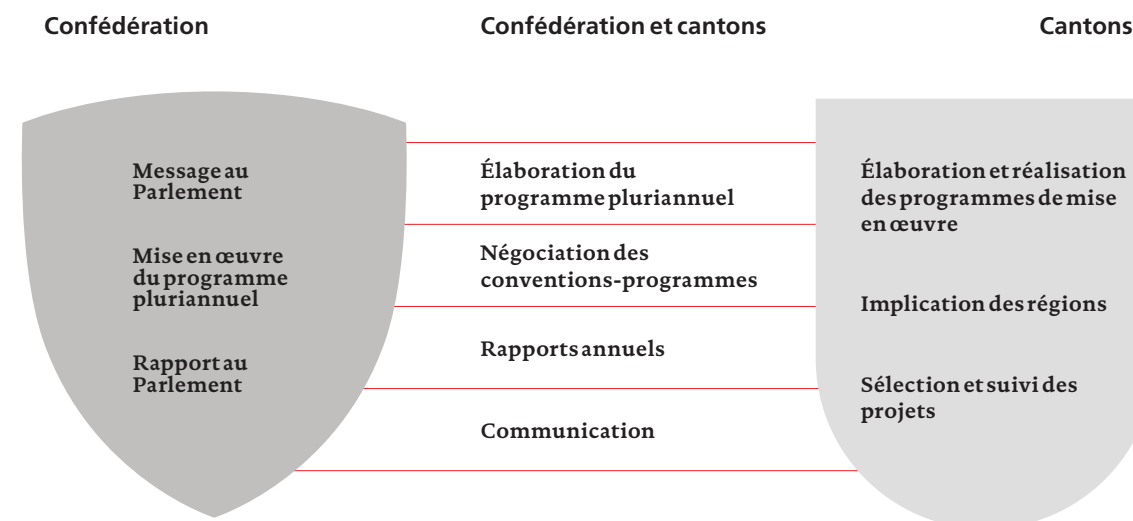 Confédération
Confédération et cantons
Cantons
Message au
Parlement
Mise en œuvre
du programme
pluriannuel
Rapport au
Parlement
Élaboration du
programme pluriannuel
Négociation des
conventions-programmes
Rapports annuels
Communication
Élaboration et réalisation
des programmes de mise
en œuvre
Implication des régions
Sélection et suivi des
projets